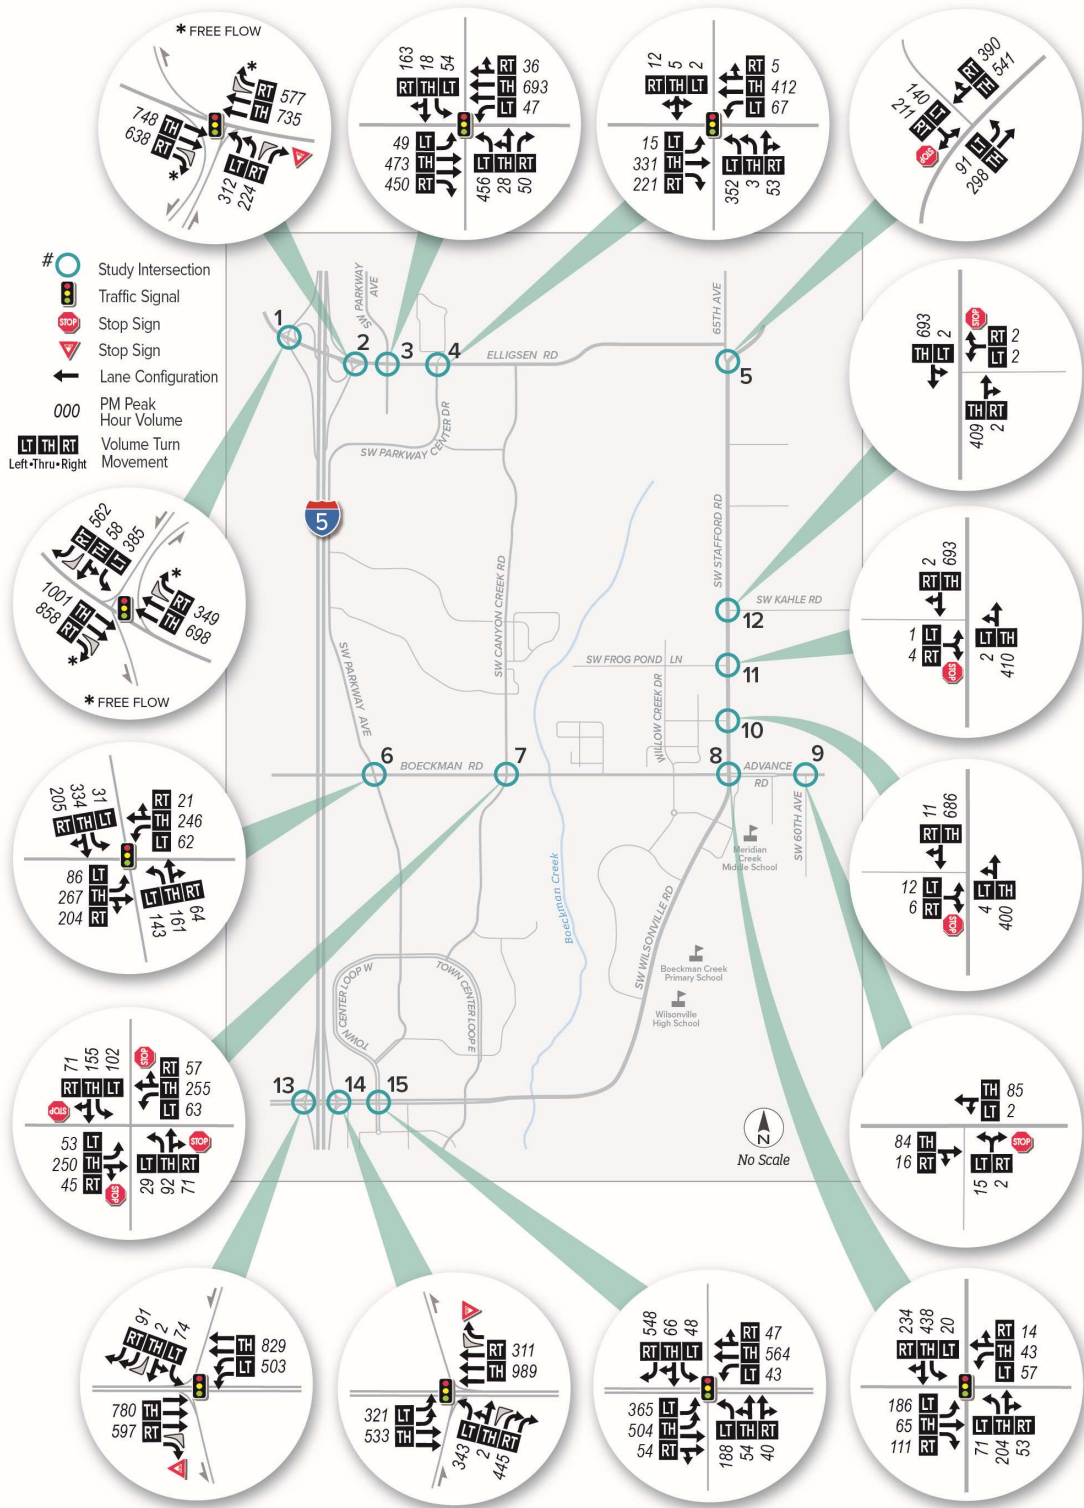 * FREE FLOW
RT 577
TH 735
748 TH
638 RT
*
*
LT RT
312 224
163 18 54
RT TH LT
RT 36
TH 693
LT 47
49 LT
473 TH
450 RT
LT TH RT
456 28 50
12 5 2
RT TH LT
RT 5
TH 412
LT 67
15 LT
331 TH
221 RT
LT TH RT
352 3 53
390 541
RT TH
140 LT
211 RT
STOP
LT TH
91 298
# Study Intersection
Traffic Signal
STOP Stop Sign
Stop Sign
Lane Configuration
000 PM Peak
Hour Volume
LT TH RT Volume Turn
Left•Thru•Right Movement
1
2
3
4
5
SW PARKWAY AVE
ELLIGSEN RD
65TH AVE
SW PARKWAY CENTER DR
5
SW CANYON CREEK RD
SW STAFFORD RD
SW KAHLE RD
12
SW FROG POND LN
11
WILLOW CREEK DR
10
SW PARKWAY AVE
6
BOECKMAN RD
7
8
ADVANCE RD
9
SW 60TH AVE
Meridian
Creek
Middle School
Boeckman Creek
SW WILSONVILLE RD
Boeckman Creek
Primary School
Wilsonville
High School
TOWN CENTER LOOP W
TOWN CENTER LOOP E
13
14
15
N
No Scale
562 58 385
RT TH LT
1001 TH
858 RT
*
*
RT 349
TH 698
* FREE FLOW
205 334 31
RT TH LT
RT 21
TH 246
LT 62
86 LT
267 TH
204 RT
LT TH RT
143 161 64
71 155 102
RT TH LT
STOP
STOP
RT 57
TH 255
LT 63
53 LT
250 TH
45 RT
STOP
STOP
LT TH RT
29 92 71
91 2 74
RT TH LT
TH 829
LT 503
780 TH
597 RT
RT 311
TH 989
321 LT
533 TH
LT TH RT
343 2 445
548 66 48
RT TH LT
RT 47
TH 564
LT 43
365 LT
504 TH
54 RT
LT TH RT
188 54 40
234 438 20
RT TH LT
RT 14
TH 43
LT 57
186 LT
65 TH
111 RT
LT TH RT
71 204 53
693 2
TH LT
STOP
RT 2
LT 2
TH RT
409 2
2 693
RT TH
1 LT
4 RT
STOP
LT TH
2 410
11 686
RT TH
12 LT
6 RT
STOP
LT TH
4 400
TH 85
LT 2
84 TH
16 RT
STOP
LT RT
15 2